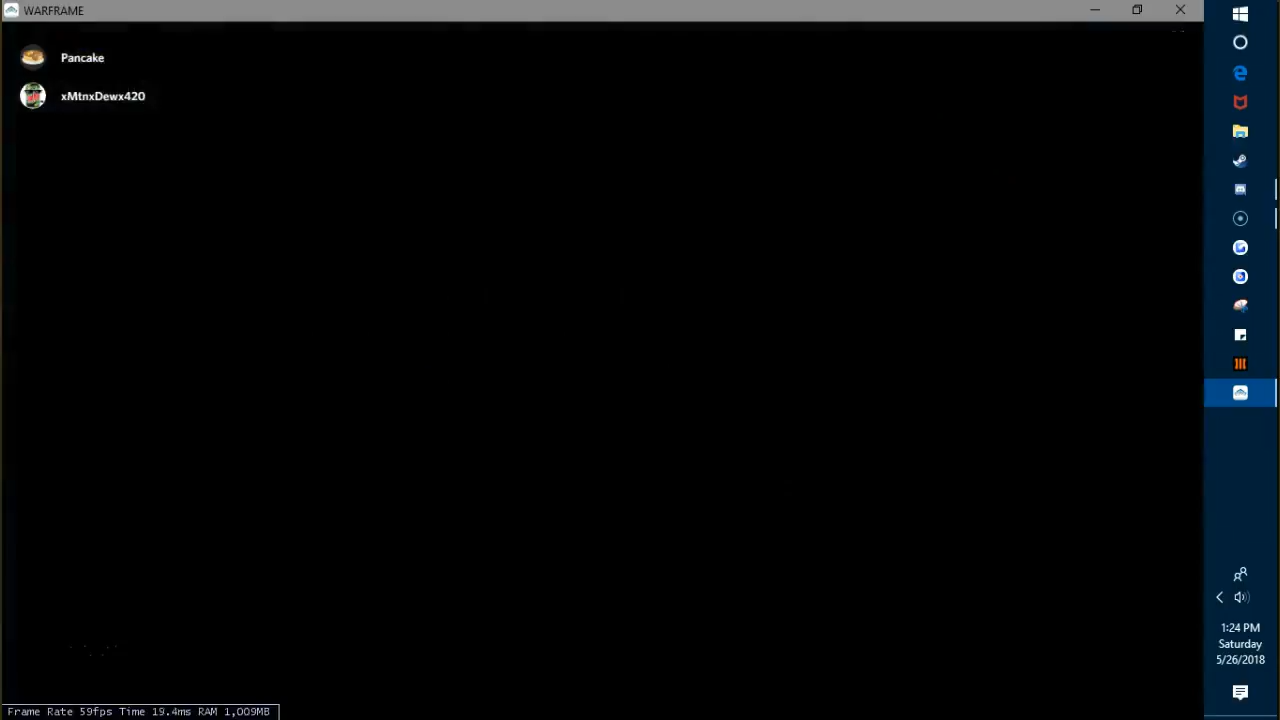 WARFRAME
Pancake
xMtnxDewx420
1:24 PM
Saturday
5/26/2018
Frame Rate 59fps Time 19.4ms RAM 1,009MB